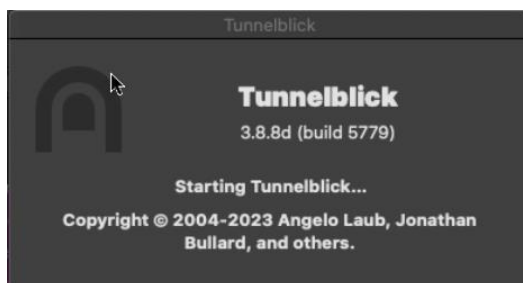 Tunnelblick
Tunnelblick
3.8.8d (build 5779)
Starting Tunnelblick...
Copyright © 2004-2023 Angelo Laub, Jonathan
Bullard, and others.